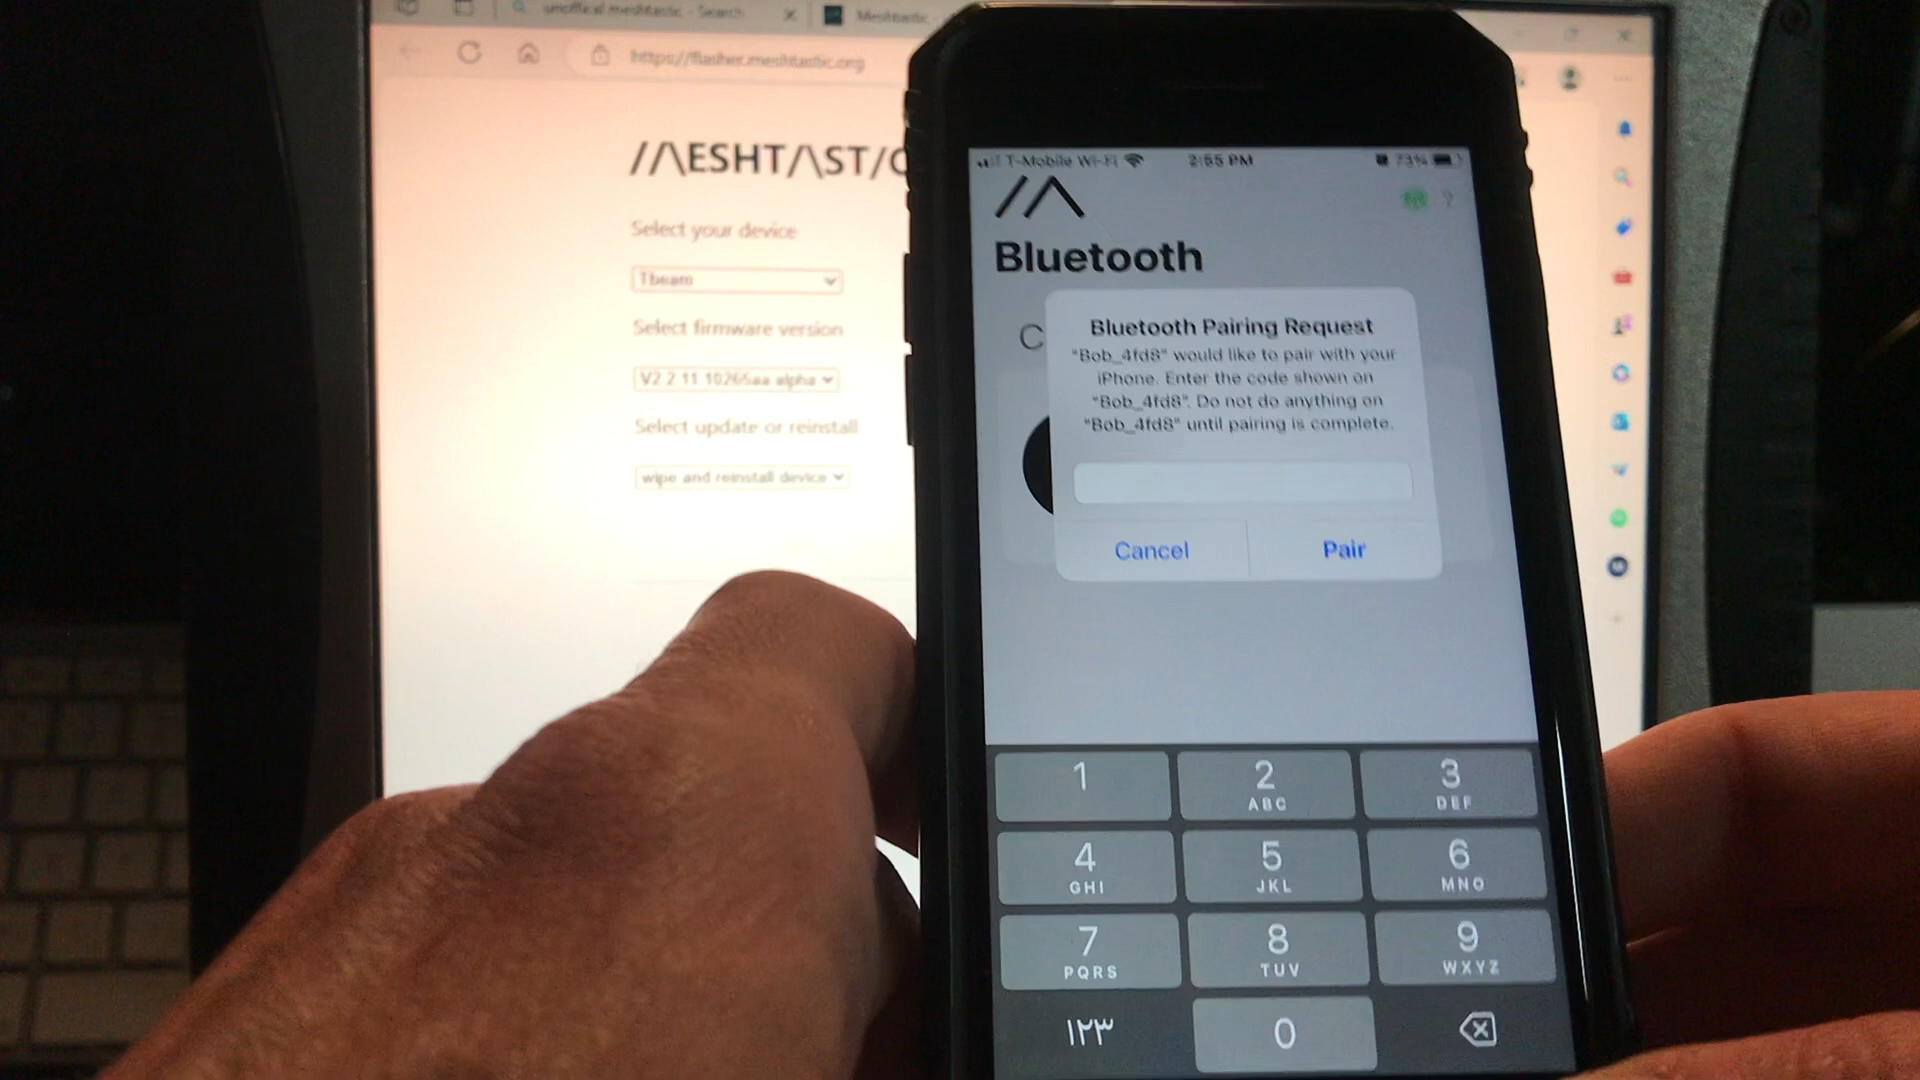 unoffical meshtastic - Search
Meshtastic
https://flasher.meshtastic.org
//\ESHT/\ST/C
Select your device
Tbeam
Select firmware version
V2 2 11 10265aa alpha
Select update or reinstall
wipe and reinstall device
T-Mobile Wi-Fi
2:55 PM
73%
//\
?
Bluetooth
C
Bluetooth Pairing Request
"Bob_4fd8" would like to pair with your
iPhone. Enter the code shown on
"Bob_4fd8". Do not do anything on
"Bob_4fd8" until pairing is complete.
Cancel
Pair
1
2
ABC
3
DEF
4
GHI
5
JKL
6
MNO
7
PQRS
8
TUV
9
WXYZ
١٢٣
0